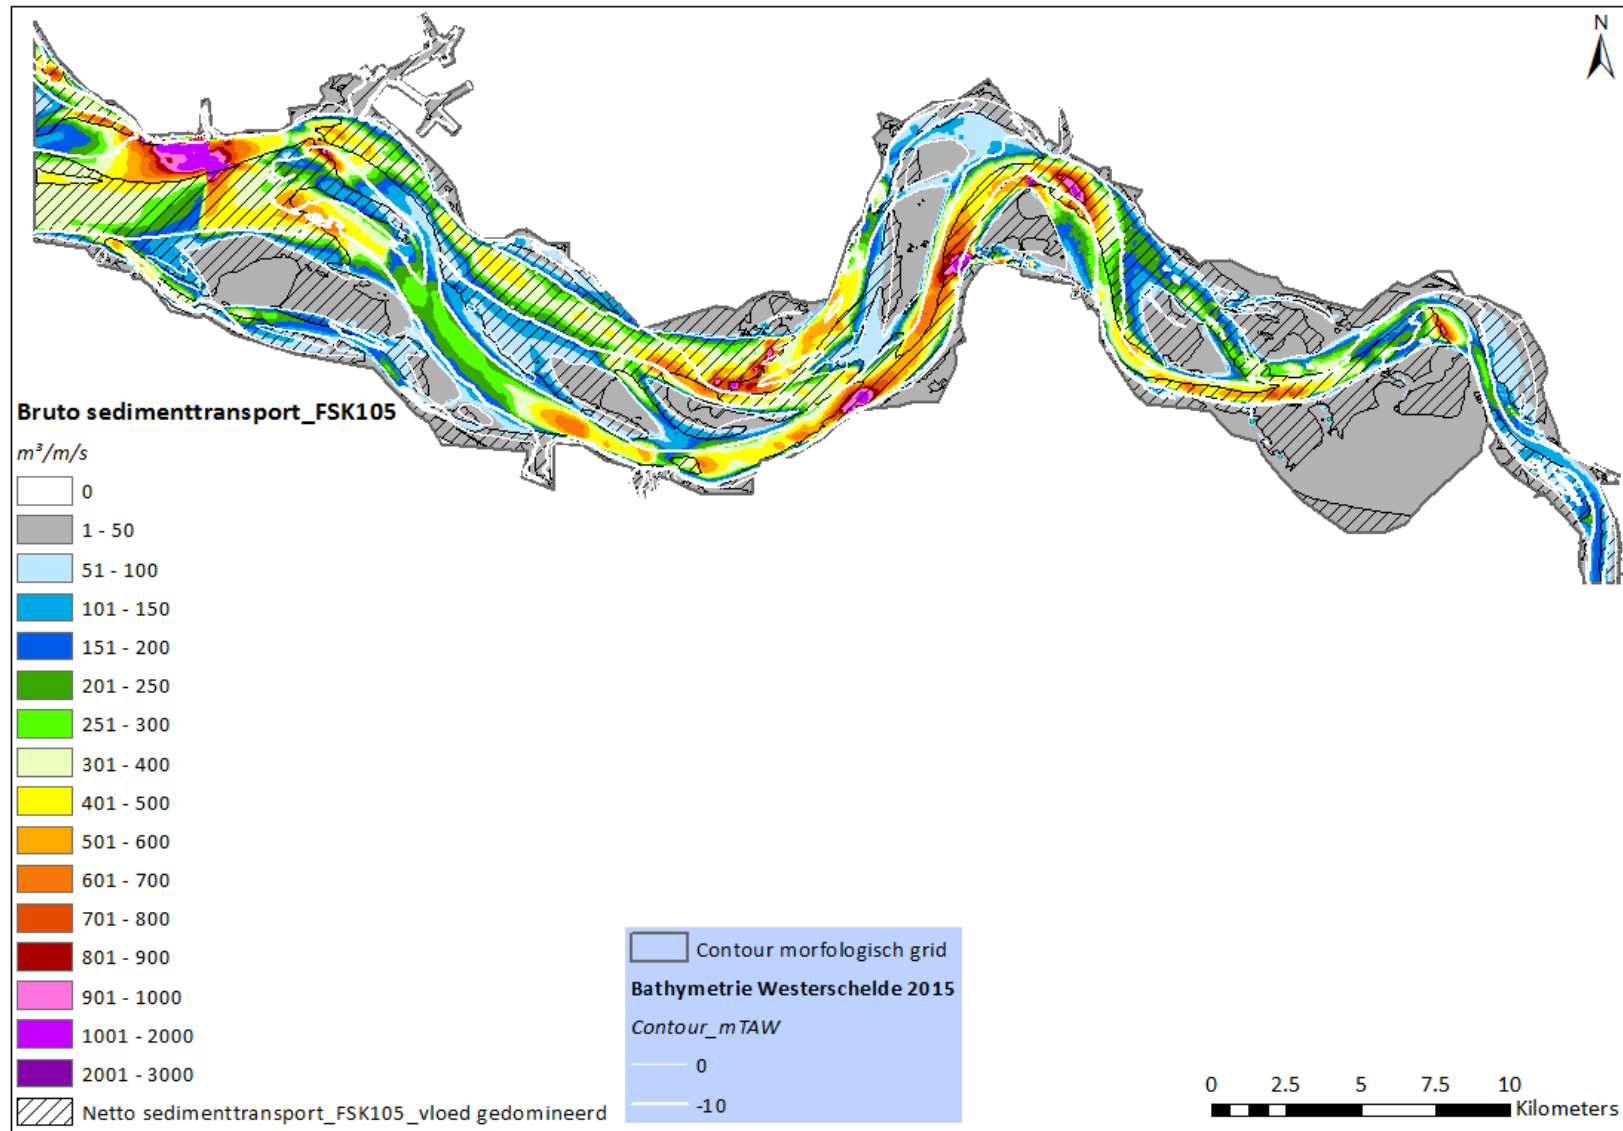 N
Bruto sedimenttransport_FSK105
m³/m/s
0
1 - 50
51 - 100
101 - 150
151 - 200
201 - 250
251 - 300
301 - 400
401 - 500
501 - 600
601 - 700
701 - 800
801 - 900
901 - 1000
1001 - 2000
2001 - 3000
Netto sedimenttransport_FSK105_vloed gedomineerd
Contour morfologisch grid
Bathymetrie Westerschelde 2015
Contour_mTAW
0
-10
0 2.5 5 7.5 10
Kilometers